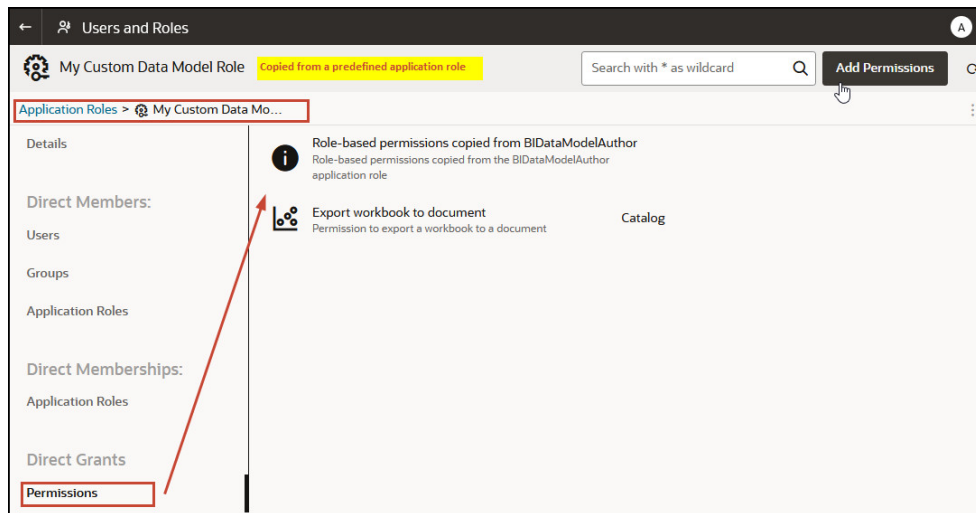 ← Users and Roles A
My Custom Data Model Role Copied from a predefined application role Search with * as wildcard Add Permissions
Application Roles > My Custom Data Mo...
Details
Role-based permissions copied from BIDataModelAuthor
Role-based permissions copied from the BIDataModelAuthor
application role
Direct Members:
Export workbook to document Catalog
Permission to export a workbook to a document
Users
Groups
Application Roles
Direct Memberships:
Application Roles
Direct Grants
Permissions